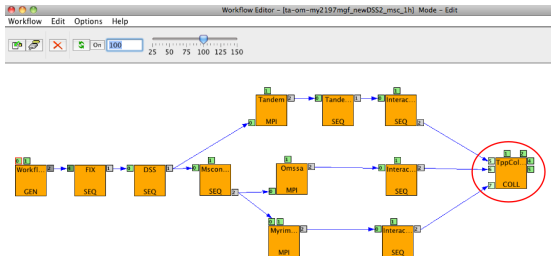 Workflow Editor - [ta-om-my2197mgf_newDSS2_msc_1h] Mode - Edit
Workflow Edit Options Help
On 100
25 50 75 100 125 150
Tandem
MPI
Tande...
SEQ
Interac...
SEQ
Workfl...
GEN
FIX
SEQ
DSS
SEQ
Mscon...
SEQ
Omssa
MPI
Interac...
SEQ
TppCol...
COLL
Myrim...
MPI
Interac...
SEQ